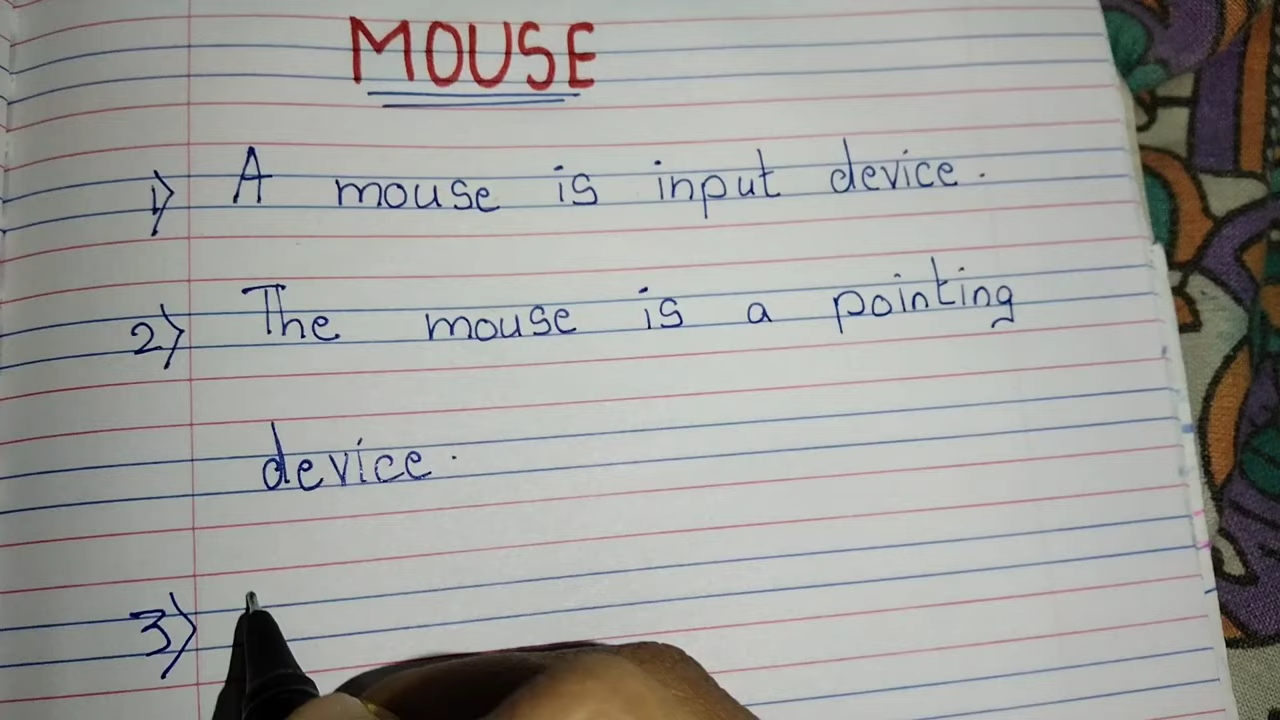 MOUSE
1) A mouse is input device.
2) The mouse is a pointing
device.
3)